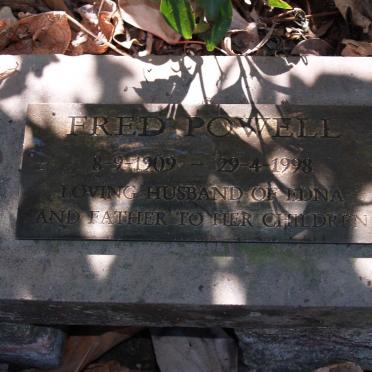 FRED POWELL
8-9-1909 - 29-4-1998
LOVING HUSBAND OF EDNA
AND FATHER TO HER CHILDREN